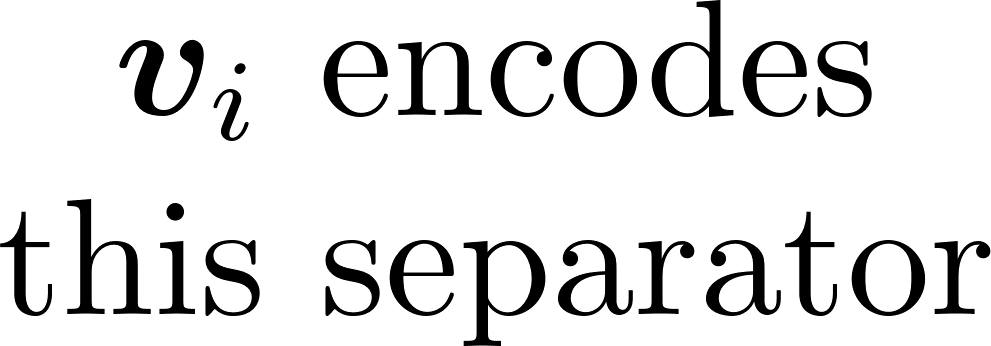 𝒗ᵢ encodes
this separator